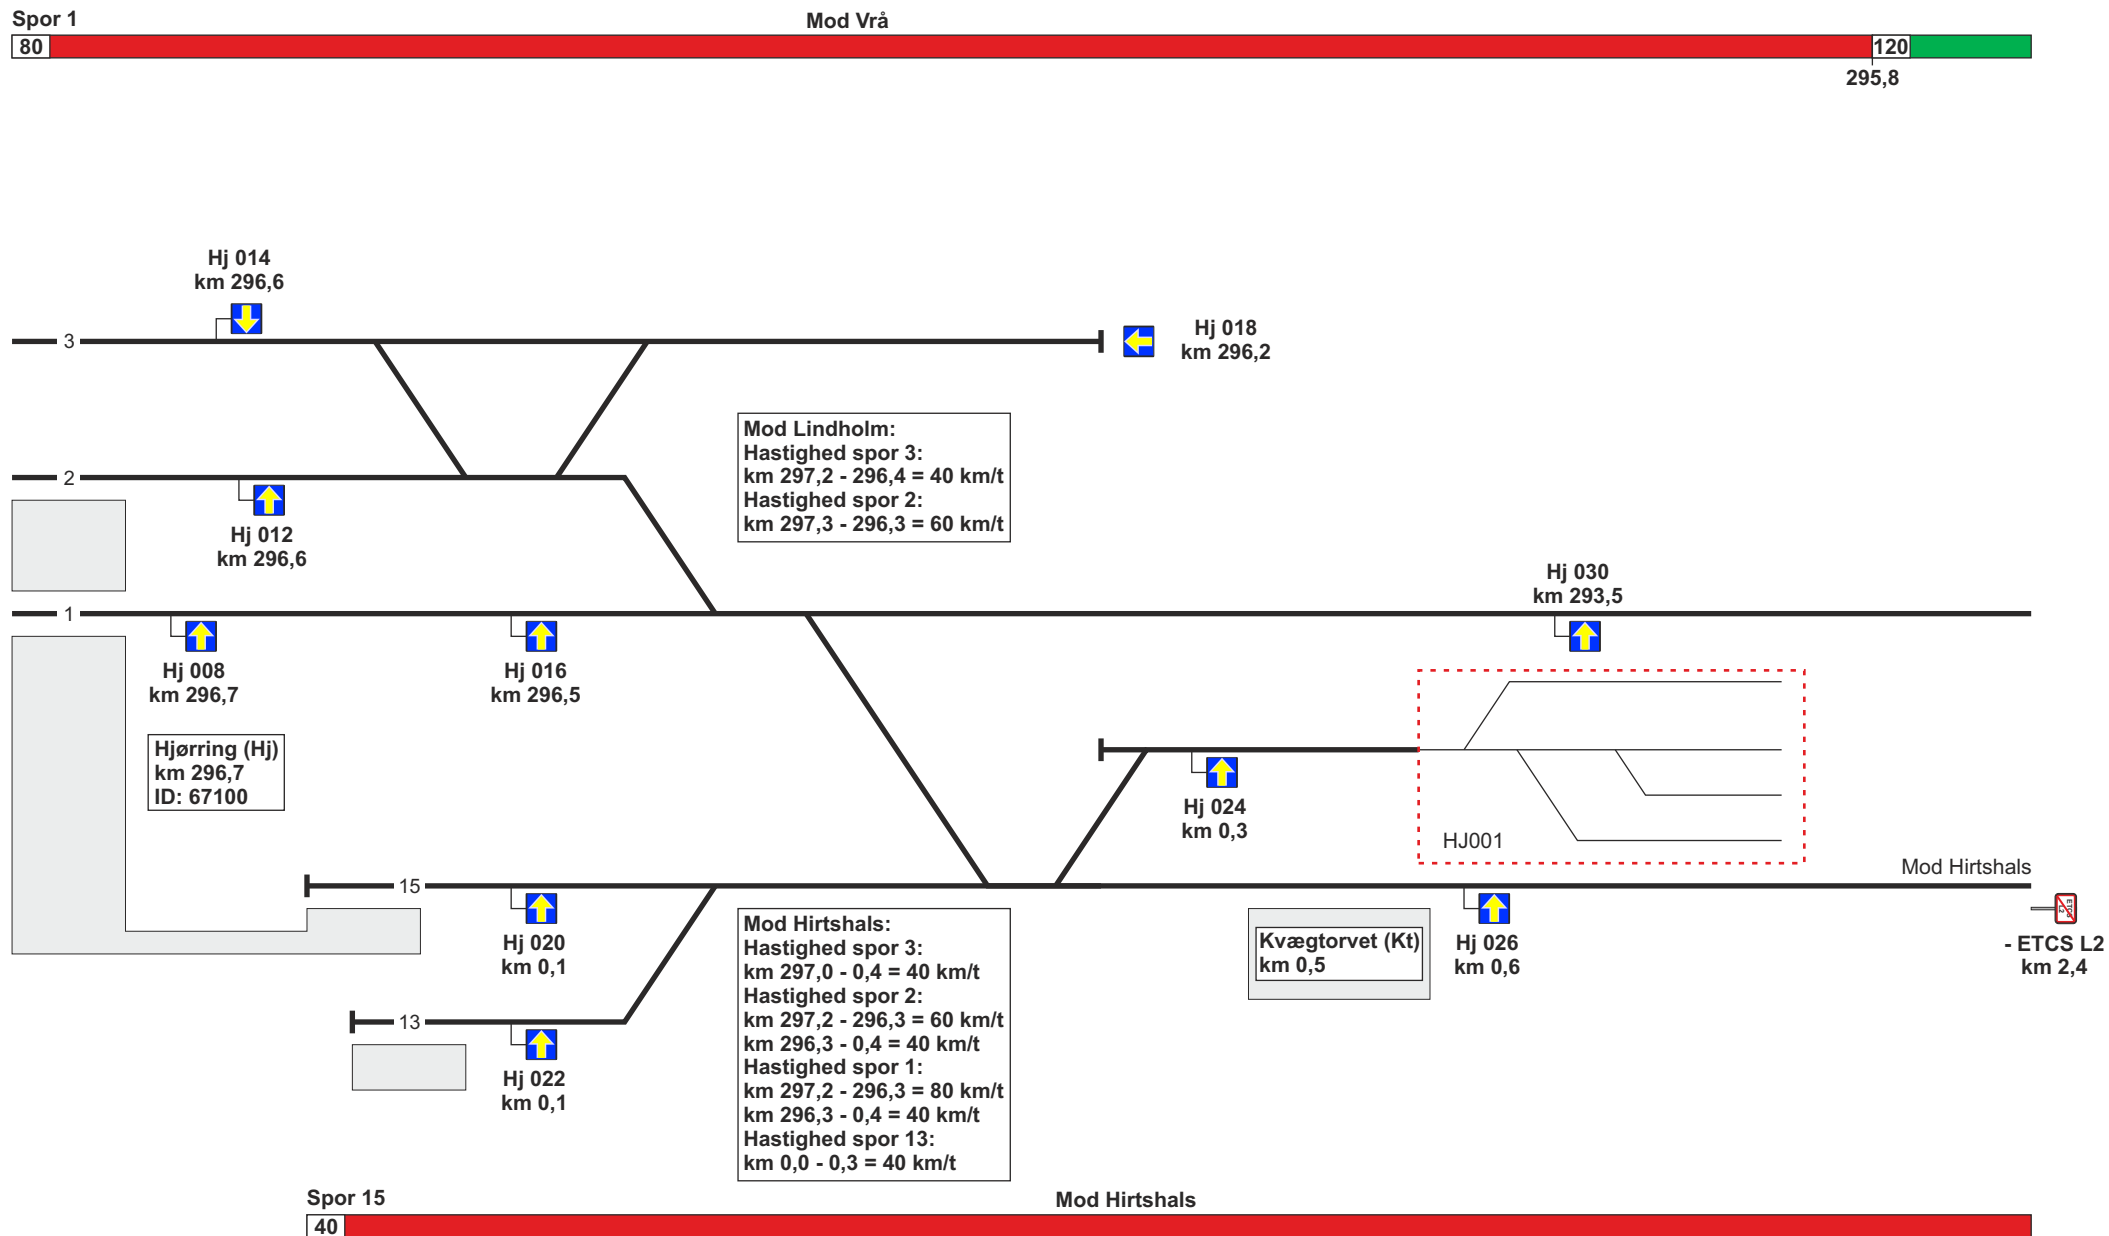 Spor 1
Mod Vrå
80
120
295,8
Hj 014
km 296,6
3
Hj 018
km 296,2
Mod Lindholm:
Hastighed spor 3:
km 297,2 - 296,4 = 40 km/t
Hastighed spor 2:
km 297,3 - 296,3 = 60 km/t
2
Hj 012
km 296,6
Hj 030
km 293,5
1
Hj 008
km 296,7
Hj 016
km 296,5
Hjørring (Hj)
km 296,7
ID: 67100
Hj 024
km 0,3
HJ001
Mod Hirtshals
15
Hj 020
km 0,1
Mod Hirtshals:
Hastighed spor 3:
km 297,0 - 0,4 = 40 km/t
Hastighed spor 2:
km 297,2 - 296,3 = 60 km/t
km 296,3 - 0,4 = 40 km/t
Hastighed spor 1:
km 297,2 - 296,3 = 80 km/t
km 296,3 - 0,4 = 40 km/t
Hastighed spor 13:
km 0,0 - 0,3 = 40 km/t
Kvægtorvet (Kt)
km 0,5
Hj 026
km 0,6
ETCS
L2
- ETCS L2
km 2,4
13
Hj 022
km 0,1
Spor 15
Mod Hirtshals
40